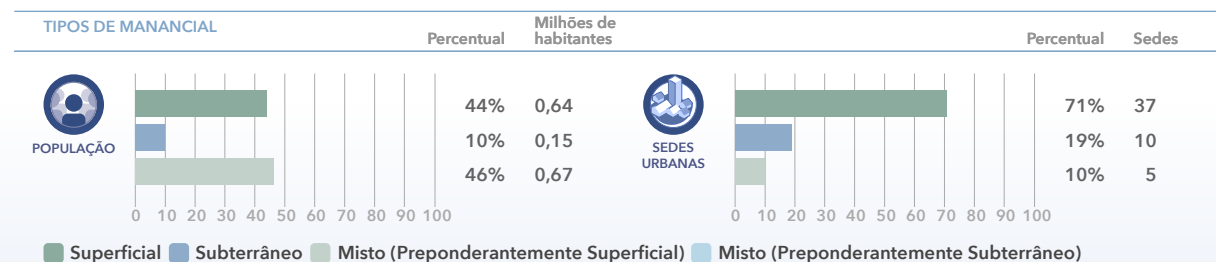 TIPOS DE MANANCIAL
Percentual
Milhões de
habitantes
Percentual Sedes
POPULAÇÃO
44% 0,64
10% 0,15
46% 0,67
0 10 20 30 40 50 60 70 80 90 100
SEDES
URBANAS
71% 37
19% 10
10% 5
0 10 20 30 40 50 60 70 80 90 100
Superficial Subterrâneo Misto (Preponderantemente Superficial) Misto (Preponderantemente Subterrâneo)